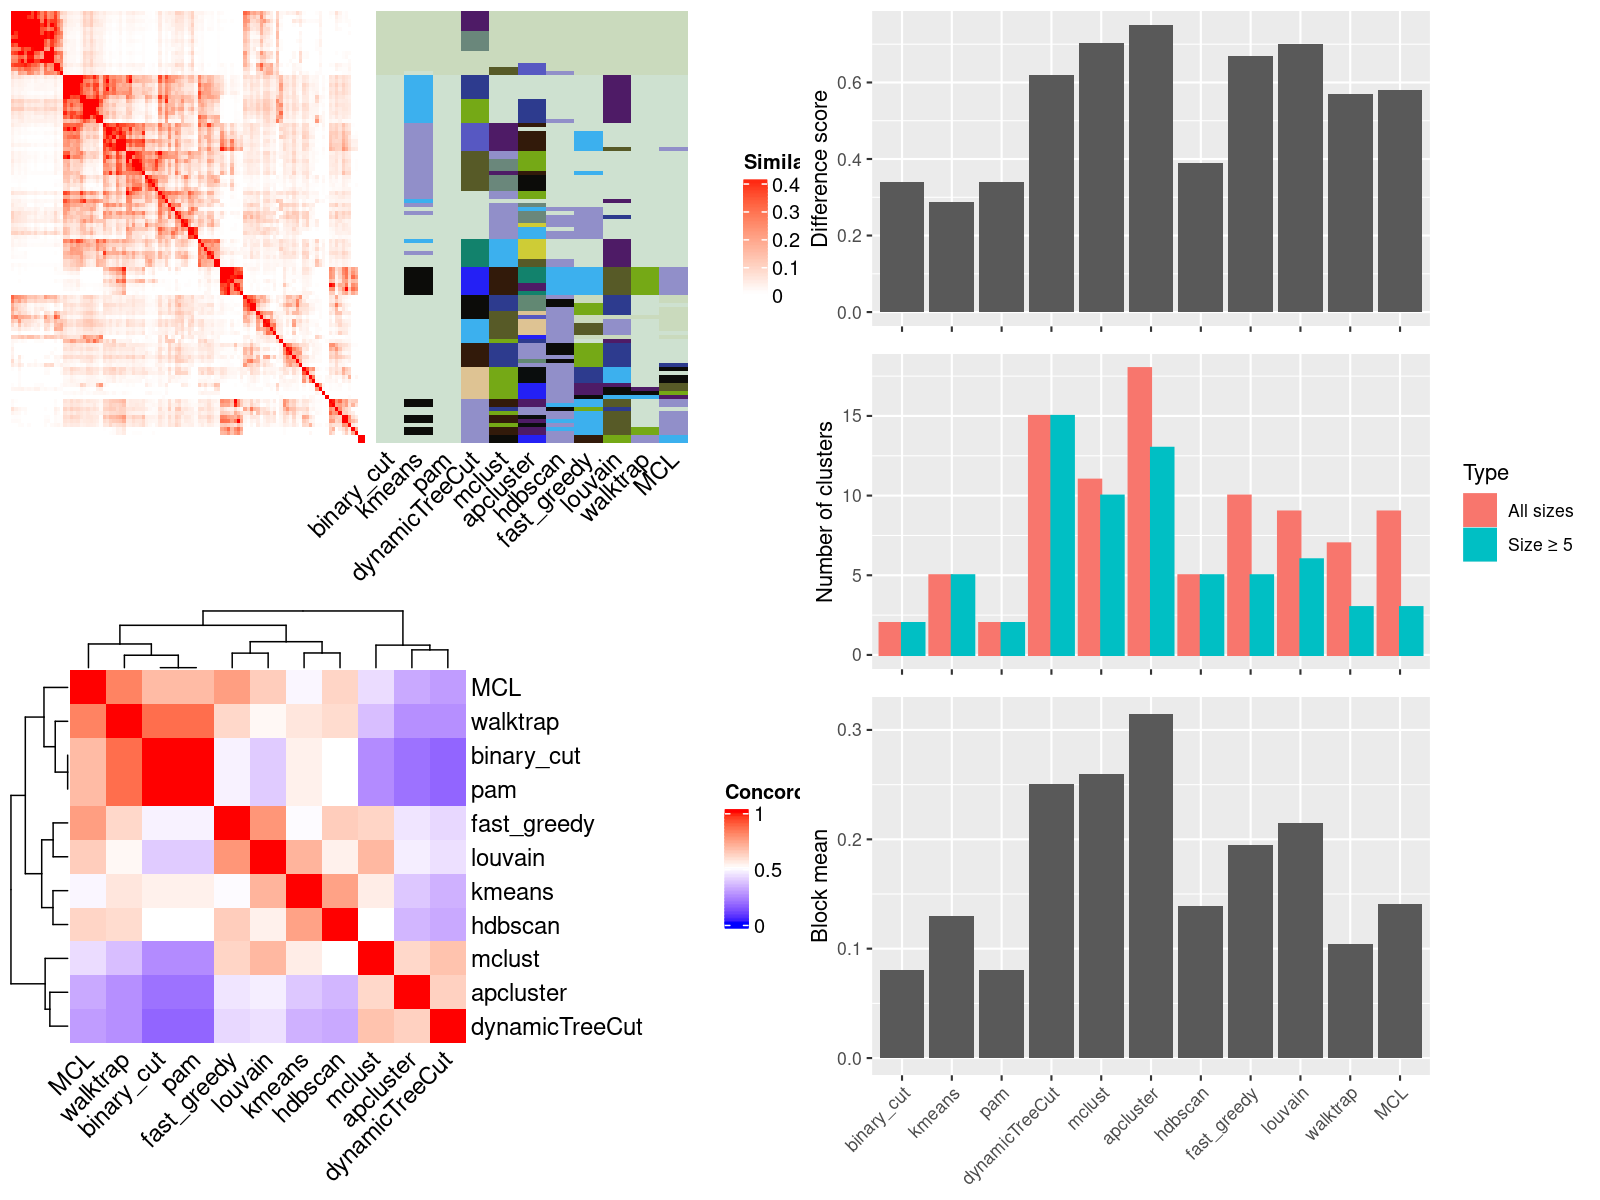 Simila
0.4
0.3
0.2
0.1
0
binary_cut
kmeans
pam
dynamicTreeCut
mclust
apcluster
hdbscan
fast_greedy
louvain
walktrap
MCL
Difference score
0.6
0.4
0.2
0.0
Number of clusters
15
10
5
0
Type
All sizes
Size ≥ 5
Block mean
0.3
0.2
0.1
0.0
binary_cut
kmeans
pam
dynamicTreeCut
mclust
apcluster
hdbscan
fast_greedy
louvain
walktrap
MCL
MCL
walktrap
binary_cut
pam
fast_greedy
louvain
kmeans
hdbscan
mclust
apcluster
dynamicTreeCut
MCL
walktrap
binary_cut
pam
fast_greedy
louvain
kmeans
hdbscan
mclust
apcluster
dynamicTreeCut
Concord
1
0.5
0